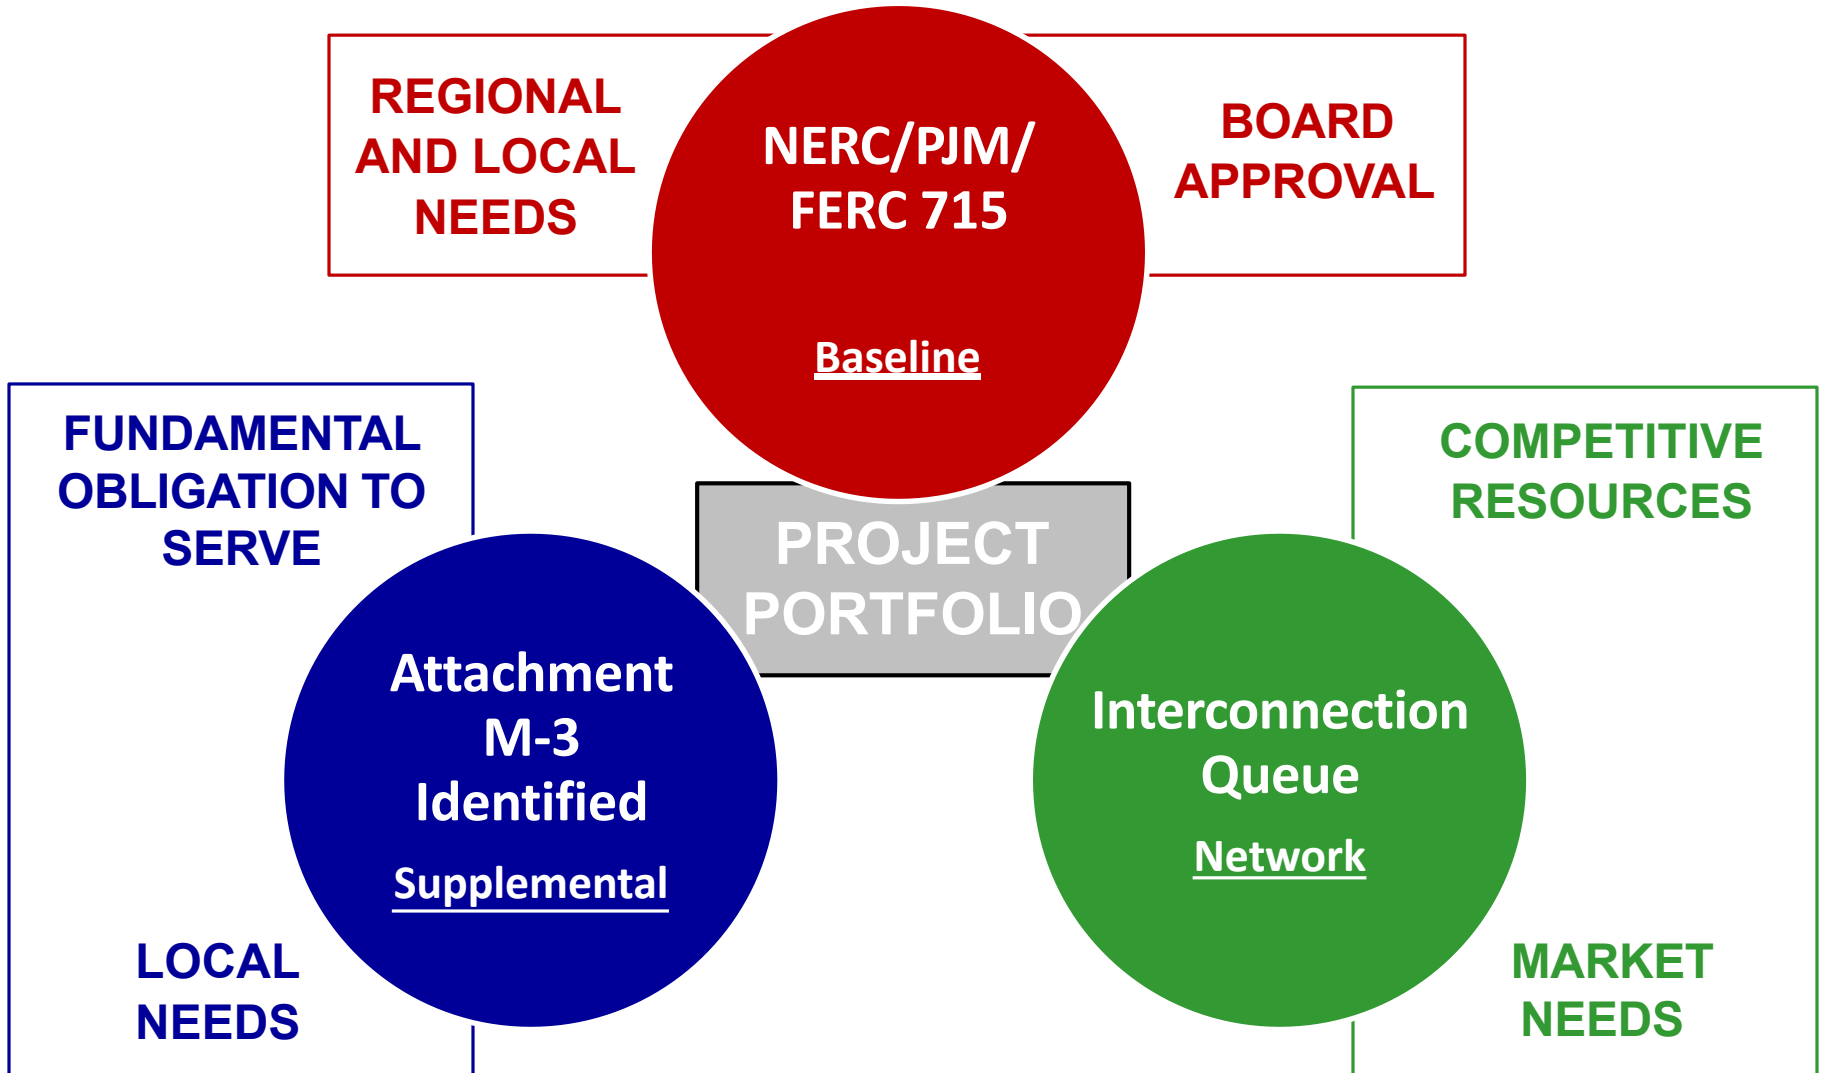 REGIONAL
AND LOCAL
NEEDS
NERC/PJM/
FERC 715
Baseline
BOARD
APPROVAL
FUNDAMENTAL
OBLIGATION TO
SERVE
PROJECT
PORTFOLIO
COMPETITIVE
RESOURCES
Attachment
M-3
Identified
Supplemental
Interconnection
Queue
Network
LOCAL
NEEDS
MARKET
NEEDS